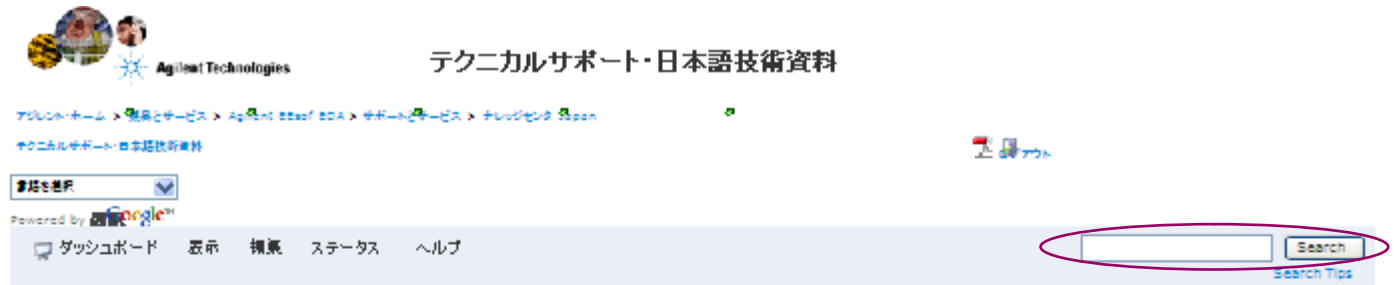 Agilent Technologies
テクニカルサポート・日本語技術資料
アジレント・ホーム > 製品とサービス > Agilent EEsof EDA > サポートとサービス > ナレッジセンタ Japan
テクニカルサポート・日本語技術資料
アウト
言語を選択
Powered by Google™
ダッシュボード 表示 編集 ステータス ヘルプ
Search
Search Tips